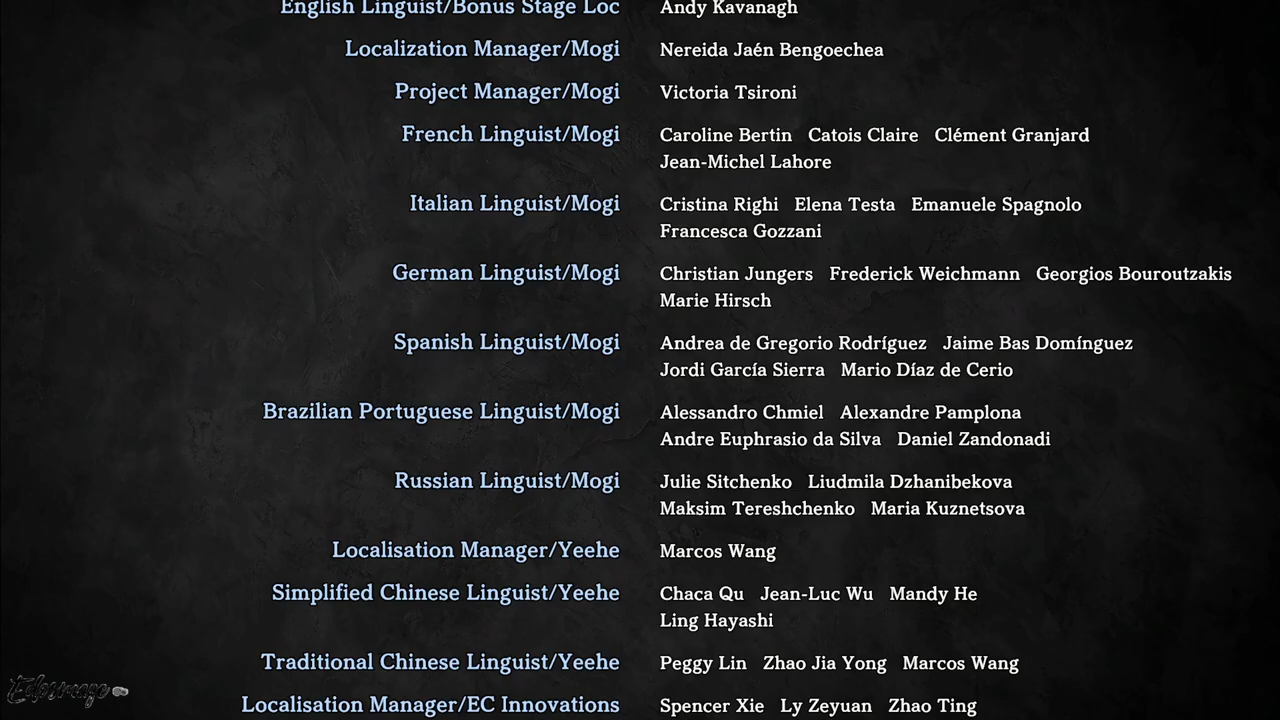 English Linguist/Bonus Stage Loc Andy Kavanagh
Localization Manager/Mogi Nereida Jaén Bengoechea
Project Manager/Mogi Victoria Tsironi
French Linguist/Mogi Caroline Bertin Catois Claire Clément Granjard
Jean-Michel Lahore
Italian Linguist/Mogi Cristina Righi Elena Testa Emanuele Spagnolo
Francesca Gozzani
German Linguist/Mogi Christian Jungers Frederick Weichmann Georgios Bouroutzakis
Marie Hirsch
Spanish Linguist/Mogi Andrea de Gregorio Rodríguez Jaime Bas Domínguez
Jordi García Sierra Mario Díaz de Cerio
Brazilian Portuguese Linguist/Mogi Alessandro Chmiel Alexandre Pamplona
Andre Euphrasio da Silva Daniel Zandonadi
Russian Linguist/Mogi Julie Sitchenko Liudmila Dzhanibekova
Maksim Tereshchenko Maria Kuznetsova
Localisation Manager/Yeehe Marcos Wang
Simplified Chinese Linguist/Yeehe Chaca Qu Jean-Luc Wu Mandy He
Ling Hayashi
Traditional Chinese Linguist/Yeehe Peggy Lin Zhao Jia Yong Marcos Wang
Localisation Manager/EC Innovations Spencer Xie Ly Zeyuan Zhao Ting